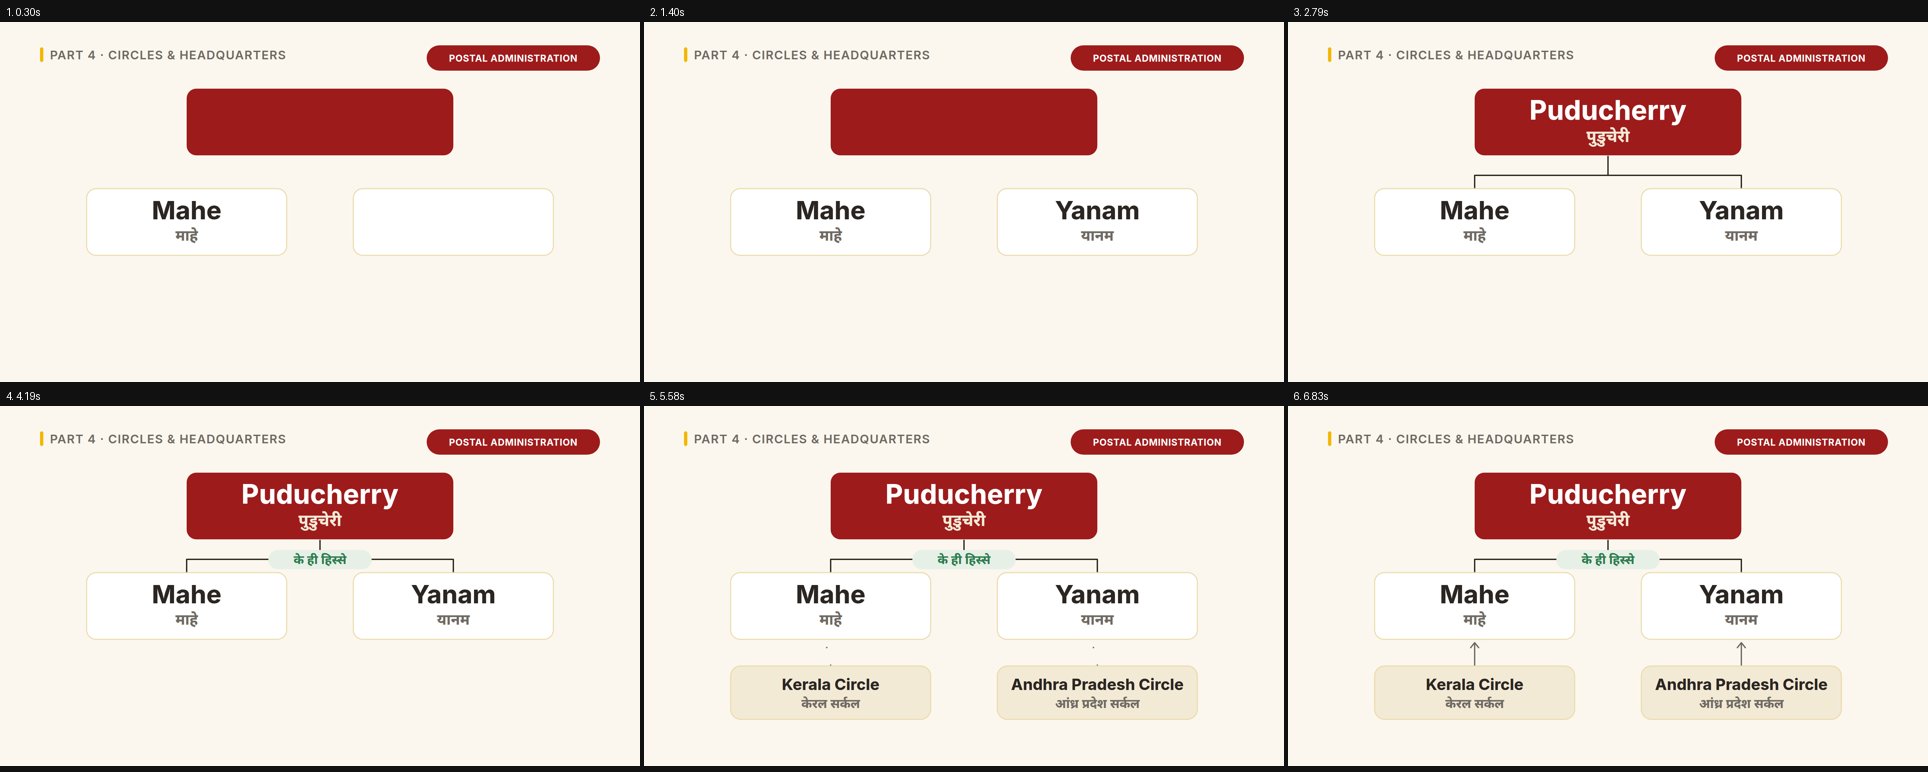 1. 0.30s
PART 4 · CIRCLES & HEADQUARTERS
POSTAL ADMINISTRATION
Mahe
माहे
2. 1.40s
PART 4 · CIRCLES & HEADQUARTERS
POSTAL ADMINISTRATION
Mahe
माहे
Yanam
यानम
3. 2.79s
PART 4 · CIRCLES & HEADQUARTERS
POSTAL ADMINISTRATION
Puducherry
पुडुचेरी
Mahe
माहे
Yanam
यानम
4. 4.19s
PART 4 · CIRCLES & HEADQUARTERS
POSTAL ADMINISTRATION
Puducherry
पुडुचेरी
के ही हिस्से
Mahe
माहे
Yanam
यानम
5. 5.58s
PART 4 · CIRCLES & HEADQUARTERS
POSTAL ADMINISTRATION
Puducherry
पुडुचेरी
के ही हिस्से
Mahe
माहे
Yanam
यानम
Kerala Circle
केरल सर्कल
Andhra Pradesh Circle
आंध्र प्रदेश सर्कल
6. 6.83s
PART 4 · CIRCLES & HEADQUARTERS
POSTAL ADMINISTRATION
Puducherry
पुडुचेरी
के ही हिस्से
Mahe
माहे
Yanam
यानम
Kerala Circle
केरल सर्कल
Andhra Pradesh Circle
आंध्र प्रदेश सर्कल